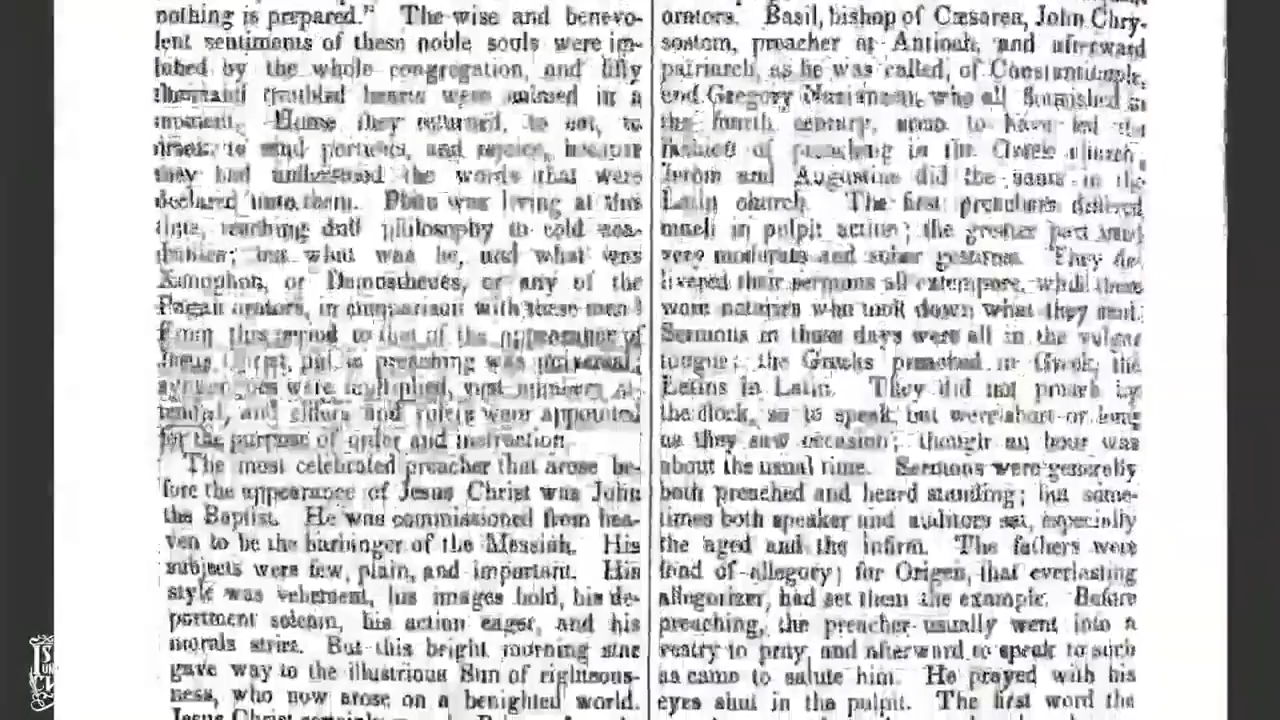 nothing is prepared." The wise and benevo-
lent sentiments of these noble souls were im-
bibed by the whole congregation, and fifty
thousand troubled hearts were calmed in a
moment. Home they returned, to eat, to
drink, to send portions, and rejoice, because
they had understood the words that were
declared unto them. Plato was living at this
time, teaching dull philosophy to cold
but what was he, and what was
Xenophon, or Demosthenes, or any of the
Pagan orators, in comparison with these men?
From this period to that of the appearance of
Jesus Christ, public preaching was universal;
synagogues were multiplied, vast numbers at-
tended, and elders and rulers were appointed
for the purpose of order and instruction.
The most celebrated preacher that arose be-
fore the appearance of Jesus Christ was John
the Baptist. He was commissioned from hea-
ven to be the harbinger of the Messiah. His
subjects were few, plain, and important. His
style was vehement, his images bold, his de-
portment solemn, his action eager, and his
morals strict. But this bright morning star
gave way to the illustrious Sun of righteous-
ness, who now arose on a benighted world.
Jesus Christ certainly
orators. Basil, bishop of Cæsarea, John Chry-
sostom, preacher at Antioch, and afterward
patriarch, as he was called, of Constantinople,
and Gregory Nazianzen, who all flourished in
the fourth century, seem to have led the
fashion of preaching in the Greek church;
Jerom and Augustine did the same in the
Latin church. The first preachers differed
much in pulpit action; the greater part used
very moderate and sober gesture. They de-
livered their sermons all extempore, while there
were notaries who took down what they said.
Sermons in those days were all in the vulgar
tongue; the Greeks preached in Greek, the
Latins in Latin. They did not preach by
the clock, so to speak, but were short or long
as they saw occasion; though an hour was
about the usual time. Sermons were generally
both preached and heard standing; but some-
times both speaker and auditors sat, especially
the aged and the infirm. The fathers were
fond of allegory; for Origen, that everlasting
allegorizer, had set them the example. Before
preaching, the preacher usually went into a
vestry to pray, and afterward to speak to such
as came to salute him. He prayed with his
eyes shut in the pulpit. The first word the